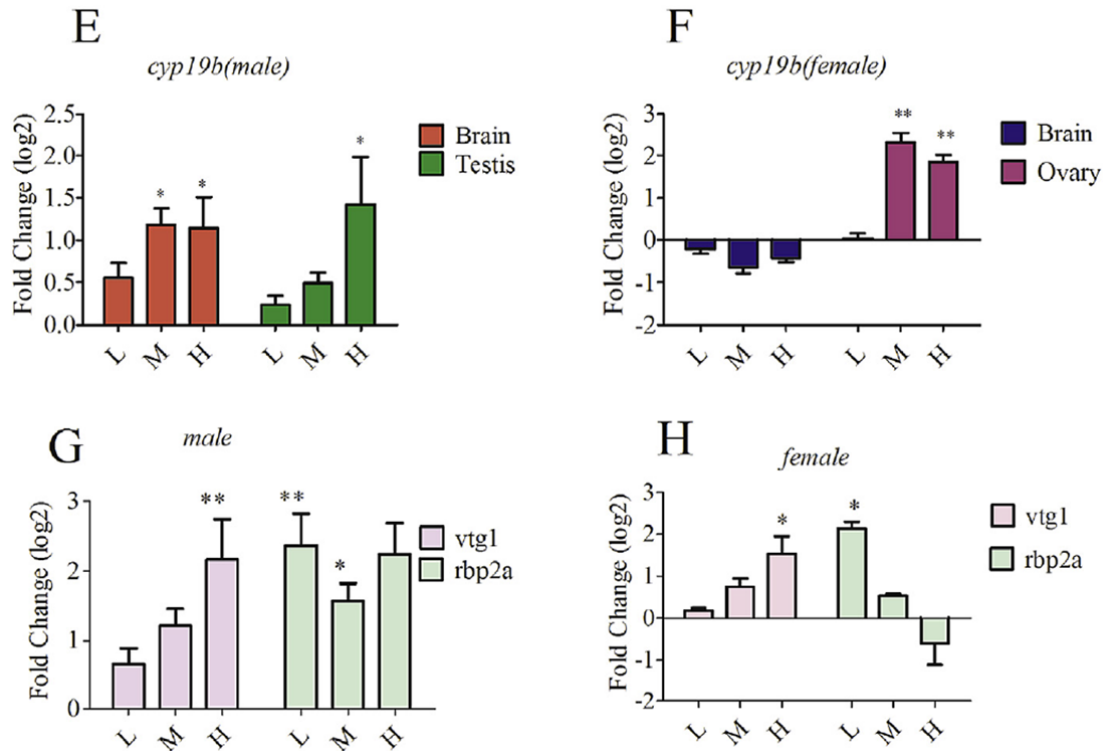 E
cyp19b(male)
Fold Change (log2)
2.5
2.0
1.5
1.0
0.5
0.0
*
*
*
L
M
H
L
M
H
Brain
Testis
F
cyp19b(female)
Fold Change (log2)
3
2
1
0
-1
-2
**
**
L
M
H
L
M
H
Brain
Ovary
G
male
Fold Change (log2)
3
2
1
0
**
**
*
L
M
H
L
M
H
vtg1
rbp2a
H
female
Fold Change (log2)
3
2
1
0
-1
-2
*
*
L
M
H
L
M
H
vtg1
rbp2a